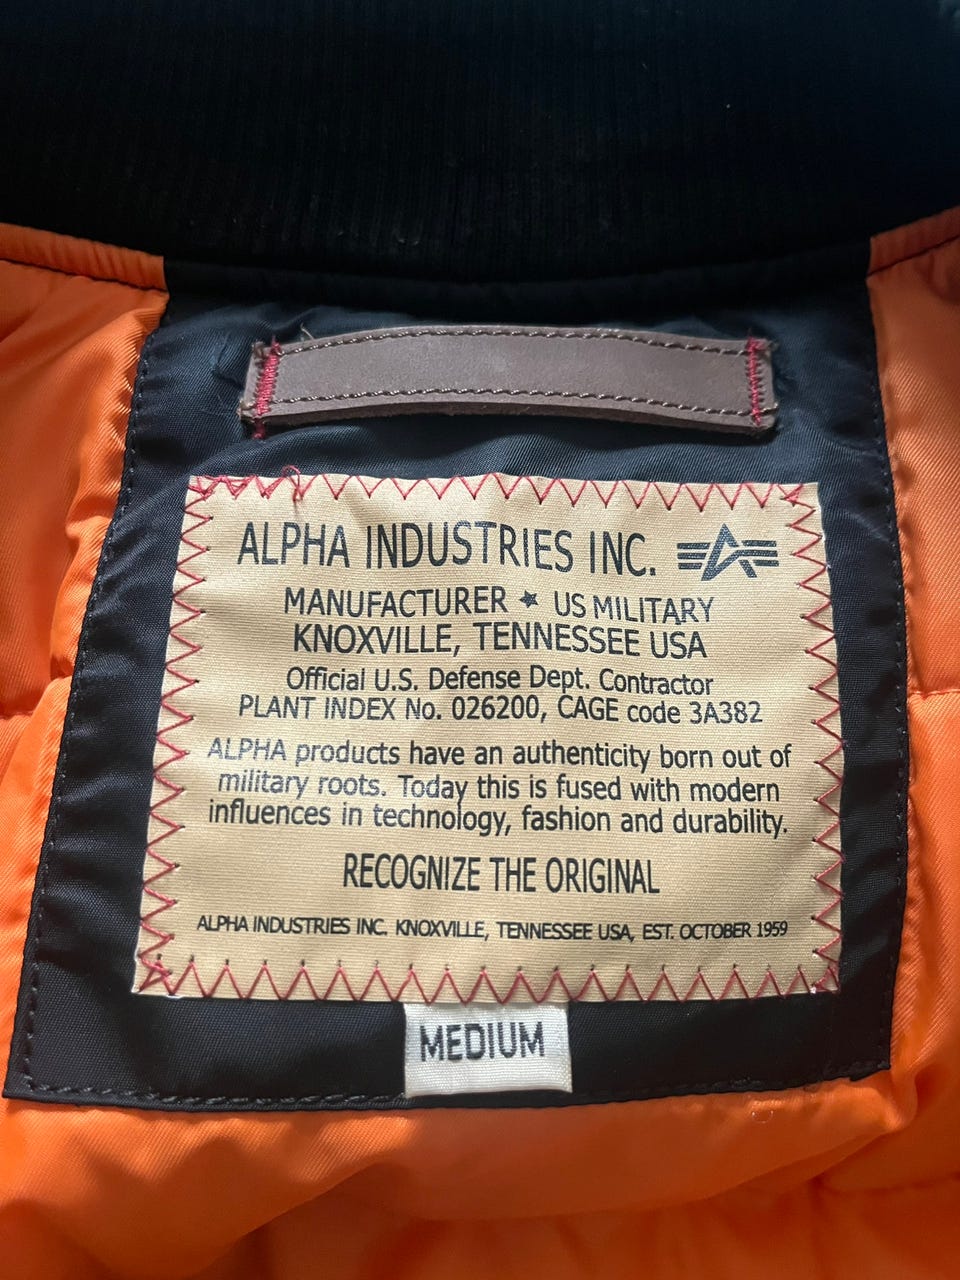 ALPHA INDUSTRIES INC.
MANUFACTURER ★ US MILITARY
KNOXVILLE, TENNESSEE USA
Official U.S. Defense Dept. Contractor
PLANT INDEX No. 026200, CAGE code 3A382
ALPHA products have an authenticity born out of
military roots. Today this is fused with modern
influences in technology, fashion and durability.
RECOGNIZE THE ORIGINAL
ALPHA INDUSTRIES INC. KNOXVILLE, TENNESSEE USA, EST. OCTOBER 1959
MEDIUM